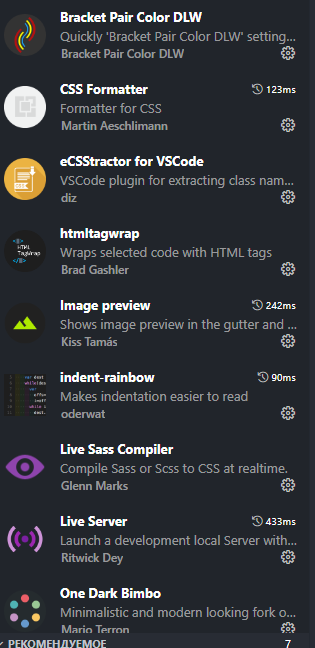 Bracket Pair Color DLW
Quickly 'Bracket Pair Color DLW' setting...
Bracket Pair Color DLW
CSS Formatter 123ms
Formatter for CSS
Martin Aeschlimann
eCSStractor for VSCode
VSCode plugin for extracting class nam...
diz
HTML
TagWrap
htmltagwrap
Wraps selected code with HTML tags
Brad Gashler
Image preview 242ms
Shows image preview in the gutter and ...
Kiss Tamás
indent-rainbow 90ms
Makes indentation easier to read
oderwat
Live Sass Compiler
Compile Sass or Scss to CSS at realtime.
Glenn Marks
Live Server 433ms
Launch a development local Server with...
Ritwick Dey
One Dark Bimbo
Minimalistic and modern looking fork o...
Mario Terron
РЕКОМЕНДУЕМОЕ 7